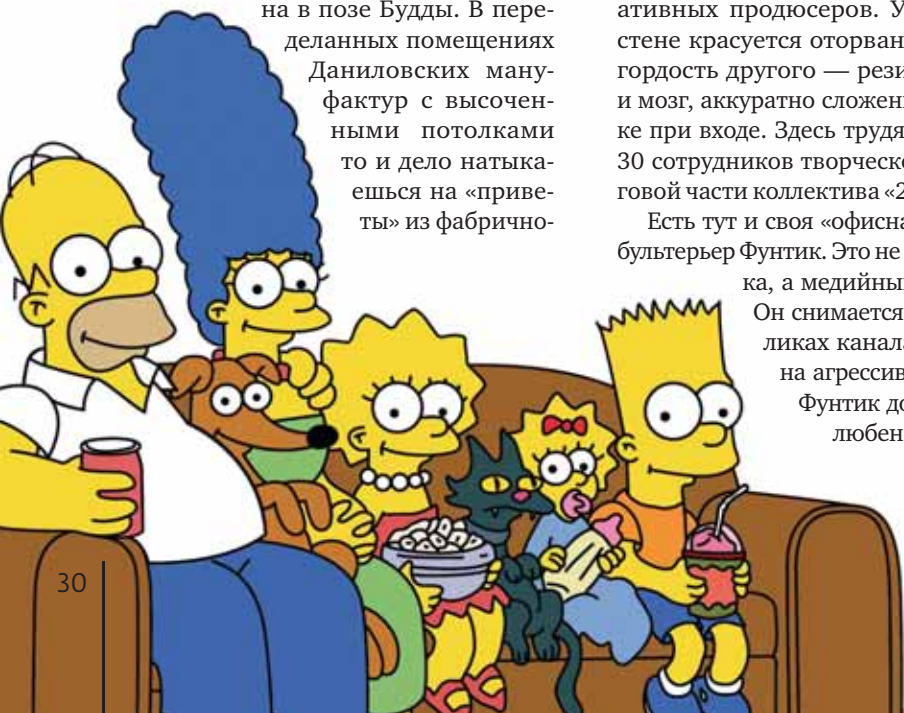 на в позе Будды. В пере-
деланных помещениях
Даниловских ману-
фактур с высочен-
ными потолками
то и дело натыка-
ешься на «приве-
ты» из фабрично-
ативных продюсеров. У
стене красуется оторван
гордость другого — рези
и мозг, аккуратно сложен
ке при входе. Здесь трудя
30 сотрудников творческо
говой части коллектива «2
Есть тут и своя «офисна
бультерьер Фунтик. Это не
ка, а медийны
Он снимается
ликах канала
на агрессив
Фунтик до
любен
30